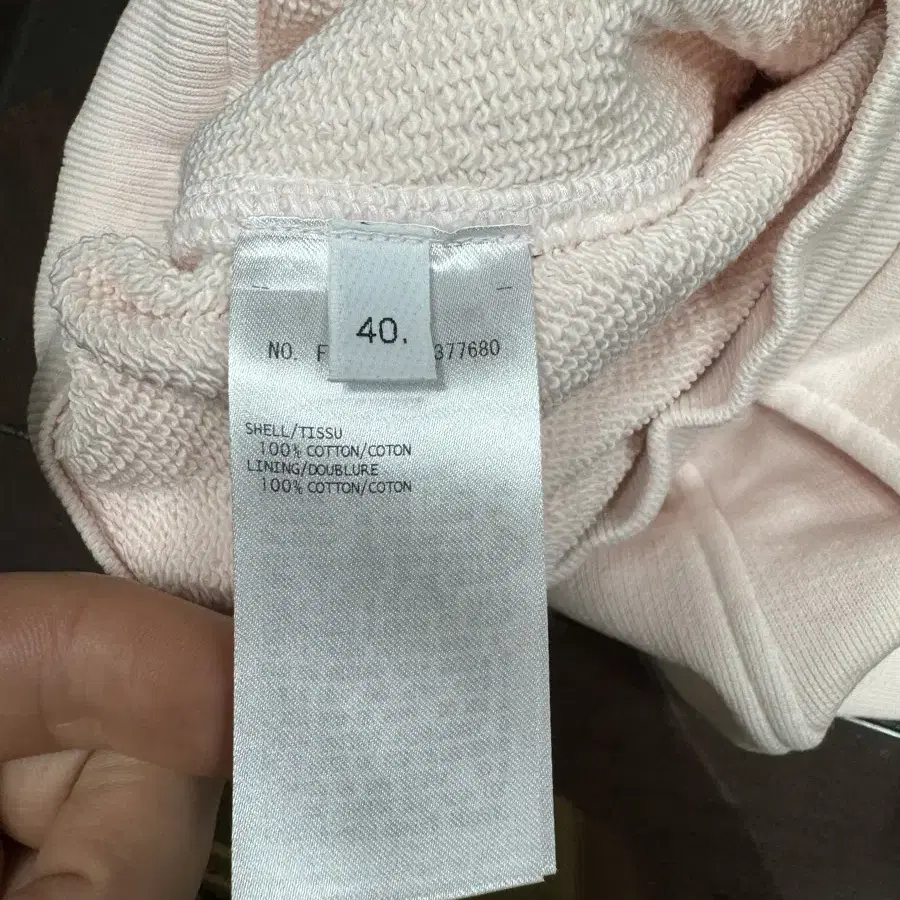 40.
NO. F 377680
SHELL/TISSU
100% COTTON/COTON
LINING/DOUBLURE
100% COTTON/COTON